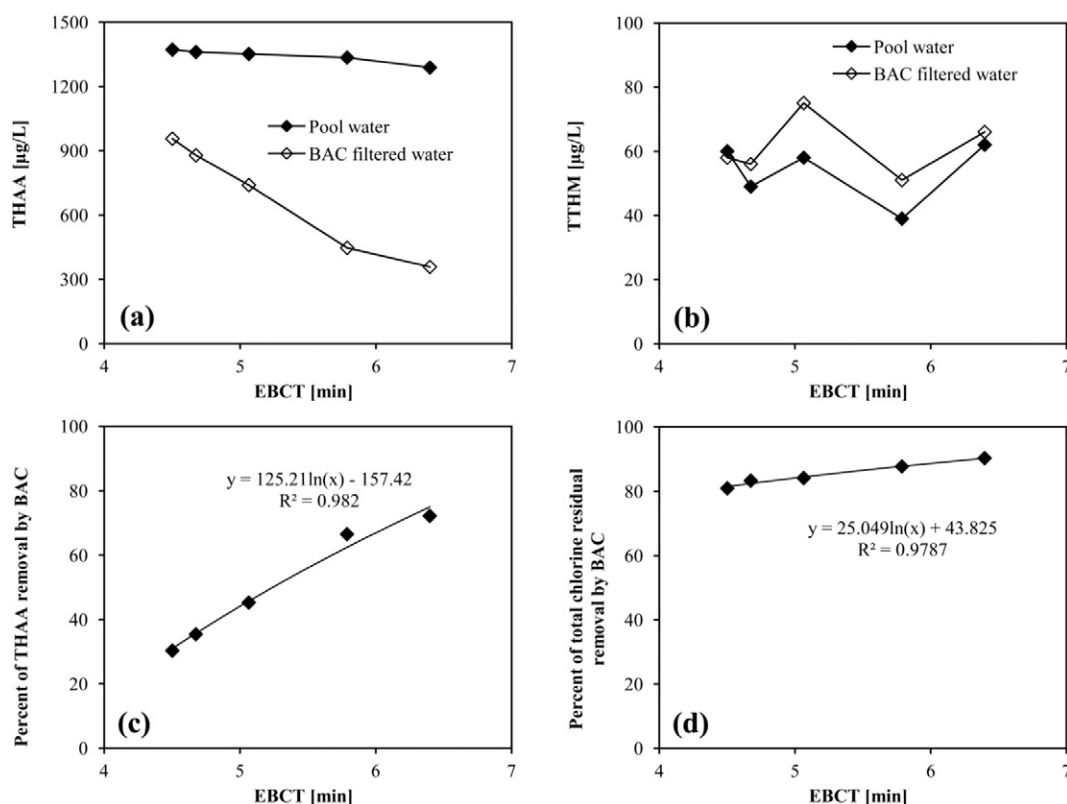 1500
1200
900
600
300
0
THAA [µg/L]
Pool water
BAC filtered water
(a)
4
5
6
7
EBCT [min]
100
80
60
40
20
0
TTHM [µg/L]
Pool water
BAC filtered water
(b)
4
5
6
7
EBCT [min]
100
80
60
40
20
0
Percent of THAA removal by BAC
y = 125.21ln(x) - 157.42
R² = 0.982
(c)
4
5
6
7
EBCT [min]
100
80
60
40
20
0
Percent of total chlorine residual
removal by BAC
y = 25.049ln(x) + 43.825
R² = 0.9787
(d)
4
5
6
7
EBCT [min]